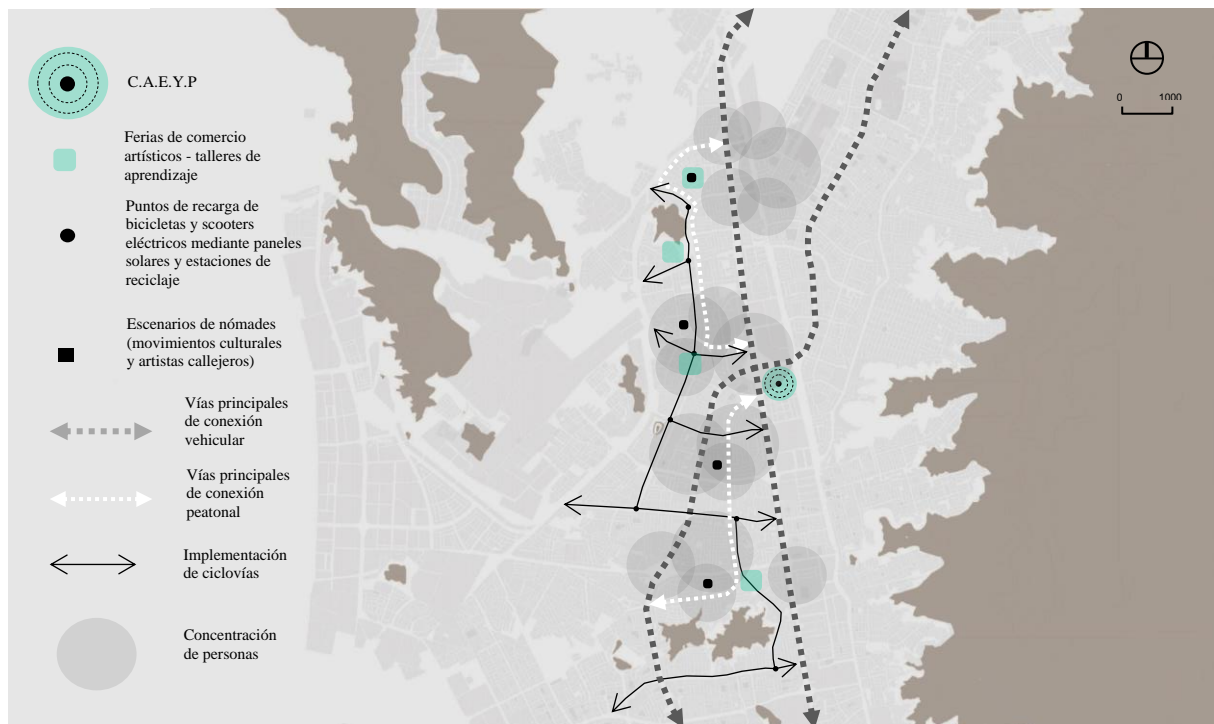 C.A.E.Y.P
Ferias de comercio
artísticos - talleres de
aprendizaje
Puntos de recarga de
bicicletas y scooters
eléctricos mediante paneles
solares y estaciones de
reciclaje
Escenarios de nómades
(movimientos culturales
y artistas callejeros)
Vías principales
de conexión
vehicular
Vías principales
de conexión
peatonal
Implementación
de ciclovías
Concentración
de personas
0 1000